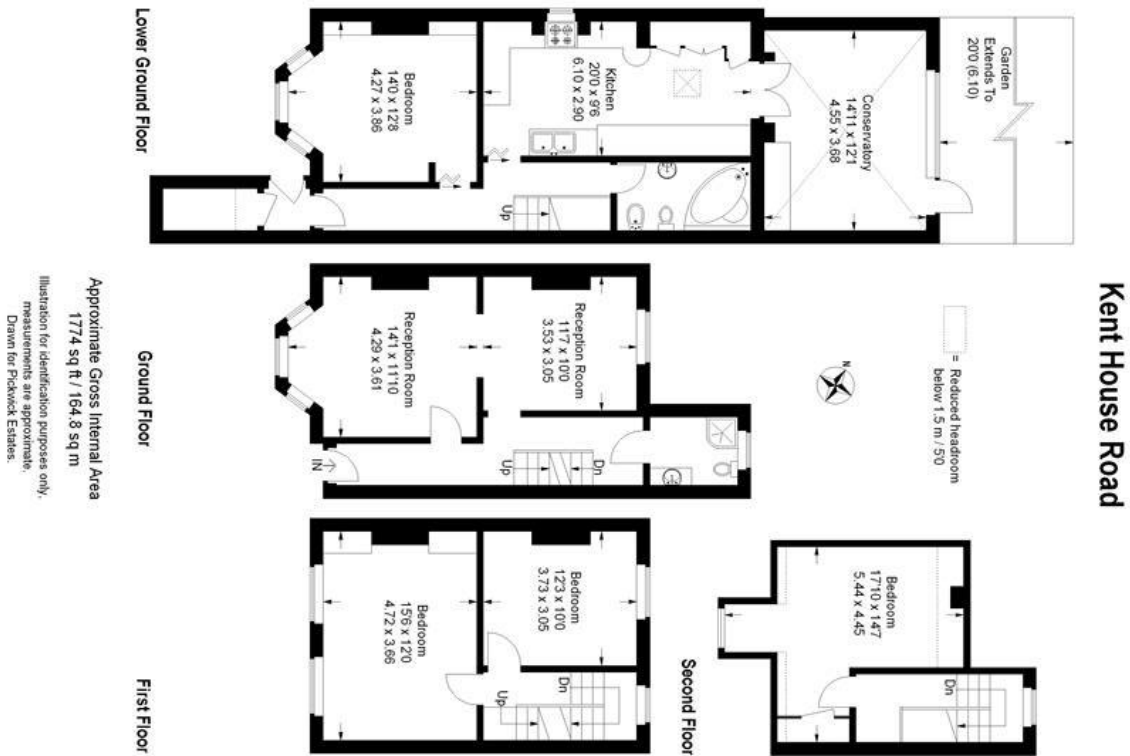 Kent House Road
= Reduced headroom
below 1.5 m / 5'0
N
Garden
Extends To
20'0 (6.10)
Conservatory
14'11 x 12'1
4.55 x 3.68
Kitchen
20'0 x 9'6
6.10 x 2.90
Bedroom
14'0 x 12'8
4.27 x 3.86
Up
Lower Ground Floor
Reception Room
11'7 x 10'0
3.53 x 3.05
Reception Room
14'1 x 11'10
4.29 x 3.61
Dn
Up
IN
Ground Floor
Bedroom
12'3 x 10'0
3.73 x 3.05
Bedroom
15'6 x 12'0
4.72 x 3.66
Dn
Up
First Floor
Bedroom
17'10 x 14'7
5.44 x 4.45
Dn
Second Floor
Approximate Gross Internal Area
1774 sq ft / 164.8 sq m
Illustration for identification purposes only,
measurements are approximate.
Drawn for Pickwick Estates.